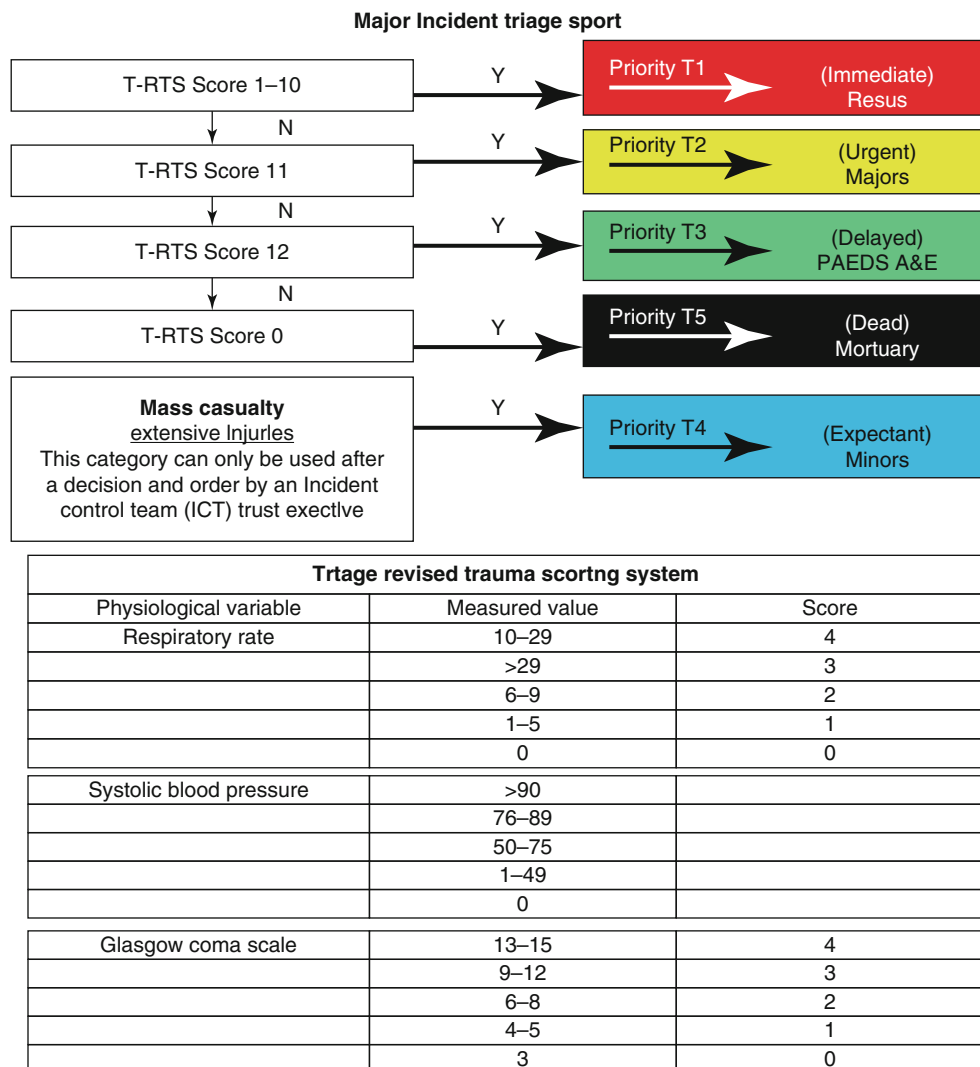 Major Incident triage sport
T-RTS Score 1–10
Y
Priority T1
(Immediate)
Resus
N
T-RTS Score 11
Y
Priority T2
(Urgent)
Majors
N
T-RTS Score 12
Y
Priority T3
(Delayed)
PAEDS A&E
N
T-RTS Score 0
Y
Priority T5
(Dead)
Mortuary
Mass casualty
extensive Injurles
This category can only be used after
a decision and order by an Incident
control team (ICT) trust exectlve
Y
Priority T4
(Expectant)
Minors
Trtage revised trauma scortng system
Physiological variable Measured value Score
Respiratory rate 10–29 4
>29 3
6–9 2
1–5 1
0 0
Systolic blood pressure >90
76–89
50–75
1–49
0
Glasgow coma scale 13–15 4
9–12 3
6–8 2
4–5 1
3 0